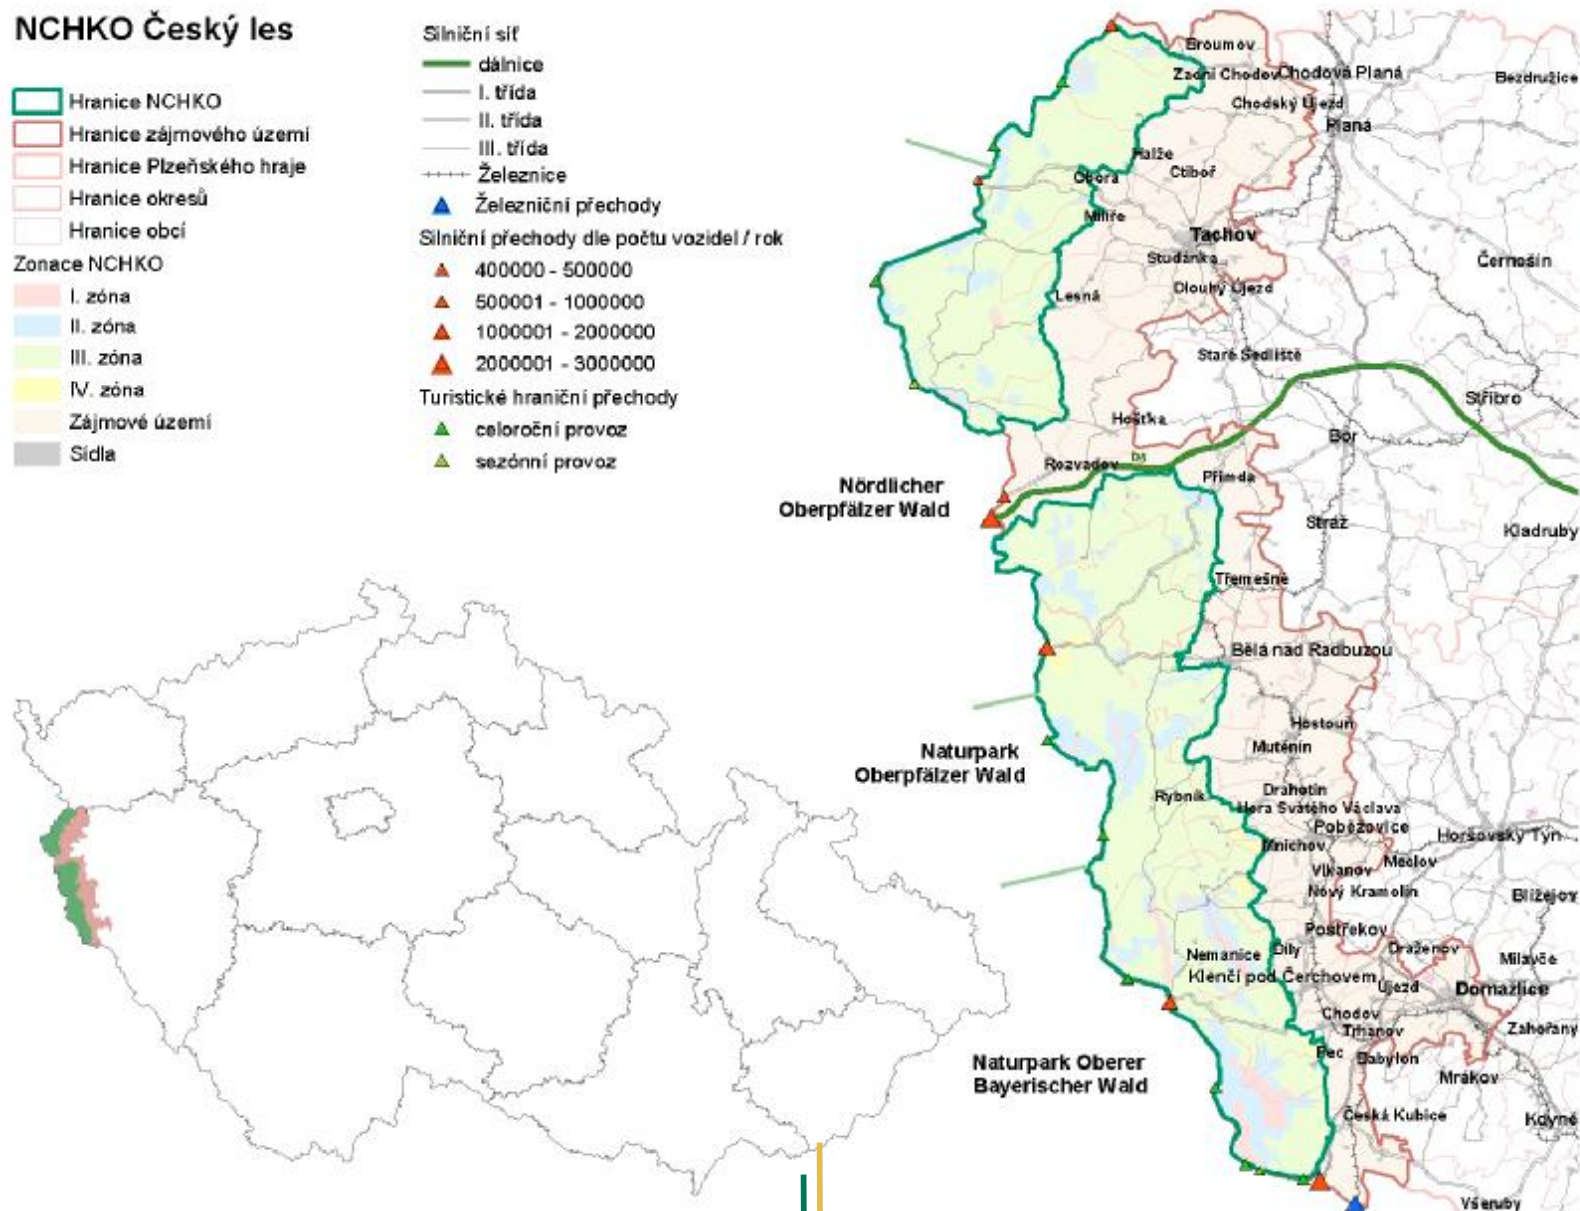 NCHKO Český les
Hranice NCHKO
Hranice zájmového území
Hranice Plzeňského hraje
Hranice okresů
Hranice obcí
Zonace NCHKO
I. zóna
II. zóna
III. zóna
IV. zóna
Zájmové území
Sídla
Silniční síť
dálnice
I. třída
II. třída
III. třída
Železnice
Železniční přechody
Silniční přechody dle počtu vozidel / rok
400000 - 500000
500001 - 1000000
1000001 - 2000000
2000001 - 3000000
Turistické hraniční přechody
celoroční provoz
sezónní provoz
Broumov
Zadní Chodov
Chodová Planá
Bezdružice
Chodský Újezd
Planá
Halže
Ctiboř
Obora
Milíře
Tachov
Studánka
Černošín
Dlouhý Újezd
Lesná
Staré Sedliště
Stříbro
Hošťka
Bor
Rozvadov
D5
Přimda
Nördlicher
Oberpfälzer Wald
Stráž
Kladruby
Třemešné
Bělá nad Radbuzou
Hostouň
Mutěnín
Naturpark
Oberpfälzer Wald
Rybník
Drahotín
Hora Svatého Václava
Poběžovice
Horšovský Týn
Mnichov
Meclov
Vlkanov
Nový Kramolín
Blížejov
Postřekov
Draženov
Nemanice
Díly
Milavče
Klenčí pod Čerchovem
Újezd
Domažlice
Chodov
Trhanov
Zahořany
Pec
Babylon
Naturpark Oberer
Bayerischer Wald
Mrákov
Česká Kubice
Kdyně
Všeruby